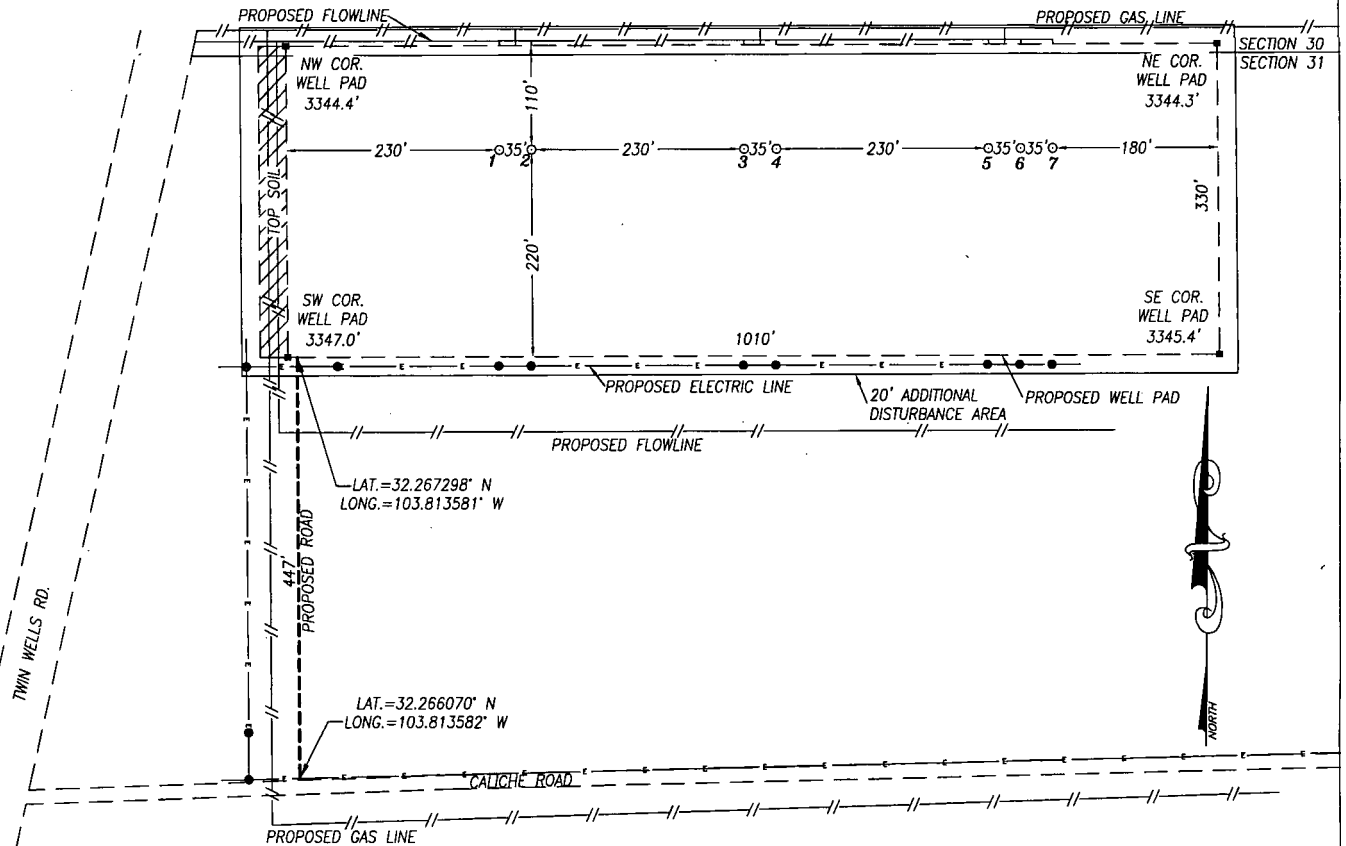 PROPOSED FLOWLINE
PROPOSED GAS LINE
SECTION 30
SECTION 31
NW COR.
WELL PAD
3344.4'
NE COR.
WELL PAD
3344.3'
110'
230'
1
35'
2
230'
3
35'
4
230'
5
35'
6
35'
7
180'
TOP SOIL
330'
220'
SW COR.
WELL PAD
3347.0'
SE COR.
WELL PAD
3345.4'
1010'
E E E E E E E
PROPOSED ELECTRIC LINE
20' ADDITIONAL
DISTURBANCE AREA
PROPOSED WELL PAD
PROPOSED FLOWLINE
LAT.=32.267298° N
LONG.=103.813581° W
447'
PROPOSED ROAD
E E E E
TWIN WELLS RD.
LAT.=32.266070° N
LONG.=103.813582° W
NORTH
E E E E E E E E E E E E E E E E E E
CALICHE ROAD
PROPOSED GAS LINE